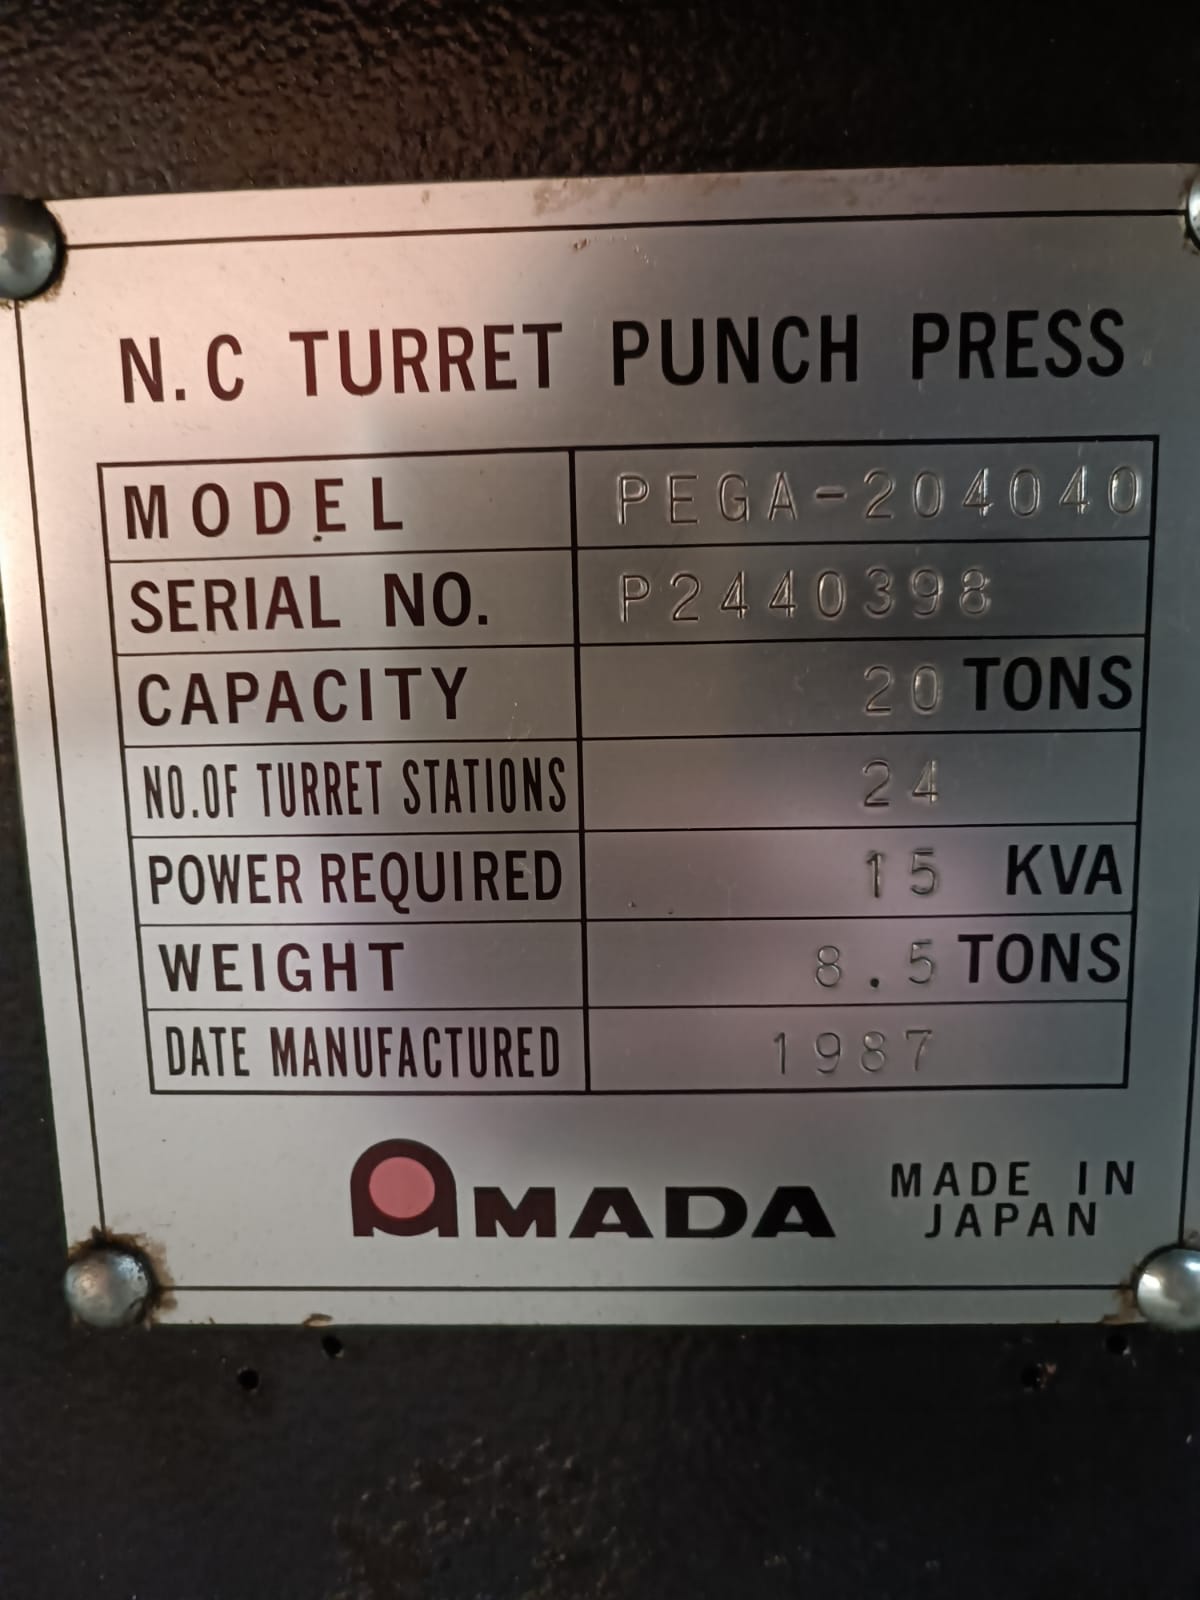 N.C TURRET PUNCH PRESS
MODEL PEGA-204040
SERIAL NO. P2440398
CAPACITY 20 TONS
NO.OF TURRET STATIONS 24
POWER REQUIRED 15 KVA
WEIGHT 8.5 TONS
DATE MANUFACTURED 1987
AMADA MADE IN
JAPAN